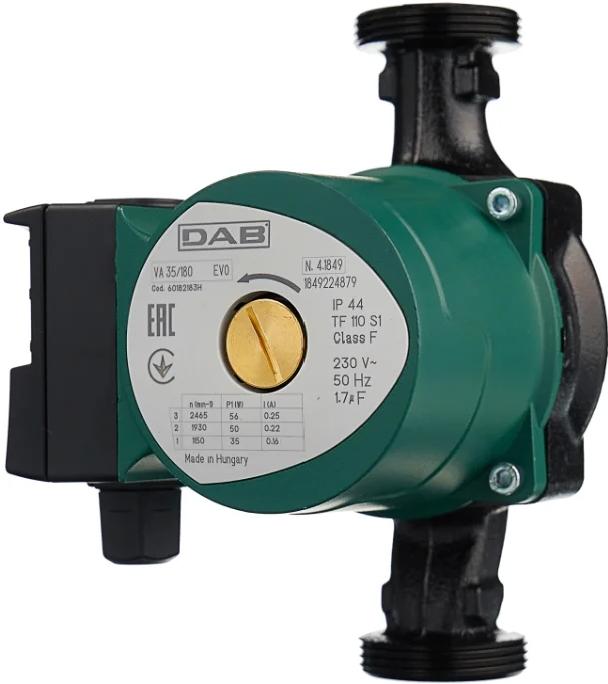 DAB
VA 35/180 EVO N. 4.1849
Cod. 60182183H 1849224879
EAC
IP 44
TF 110 S1
Class F
230 V~
50 Hz
1.7µF
n (min-1) P1 (W) I (A)
3 2465 56 0.25
2 1930 50 0.22
1 1150 35 0.16
Made in Hungary